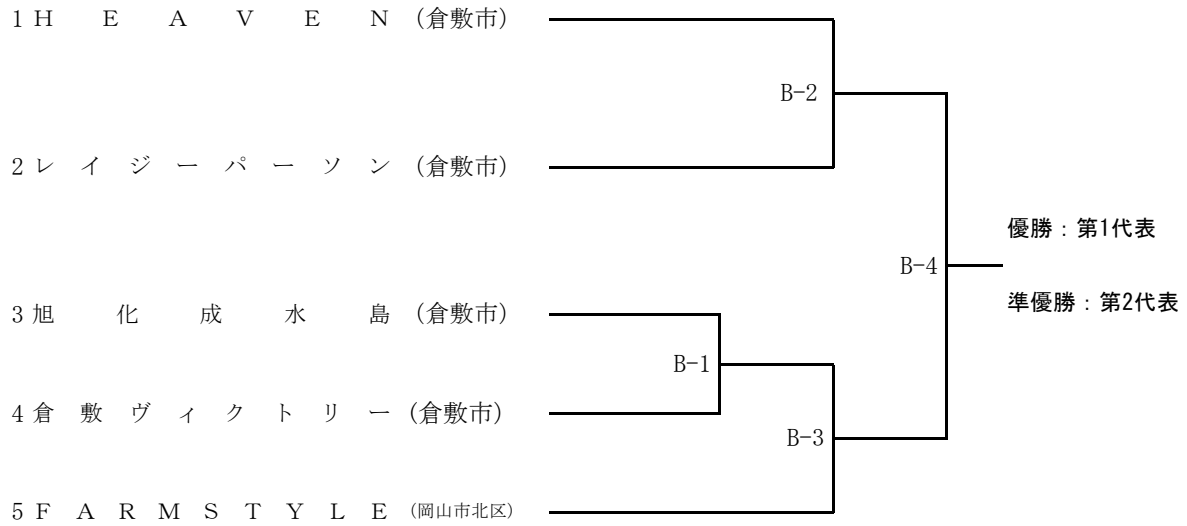 1 HEAVEN (倉敷市)
B-2
2 レイジーパーソン (倉敷市)
優勝：第1代表
B-4
準優勝：第2代表
3 旭化成水島 (倉敷市)
B-1
4 倉敷ヴィクトリー (倉敷市)
B-3
5 FARMSTYLE (岡山市北区)